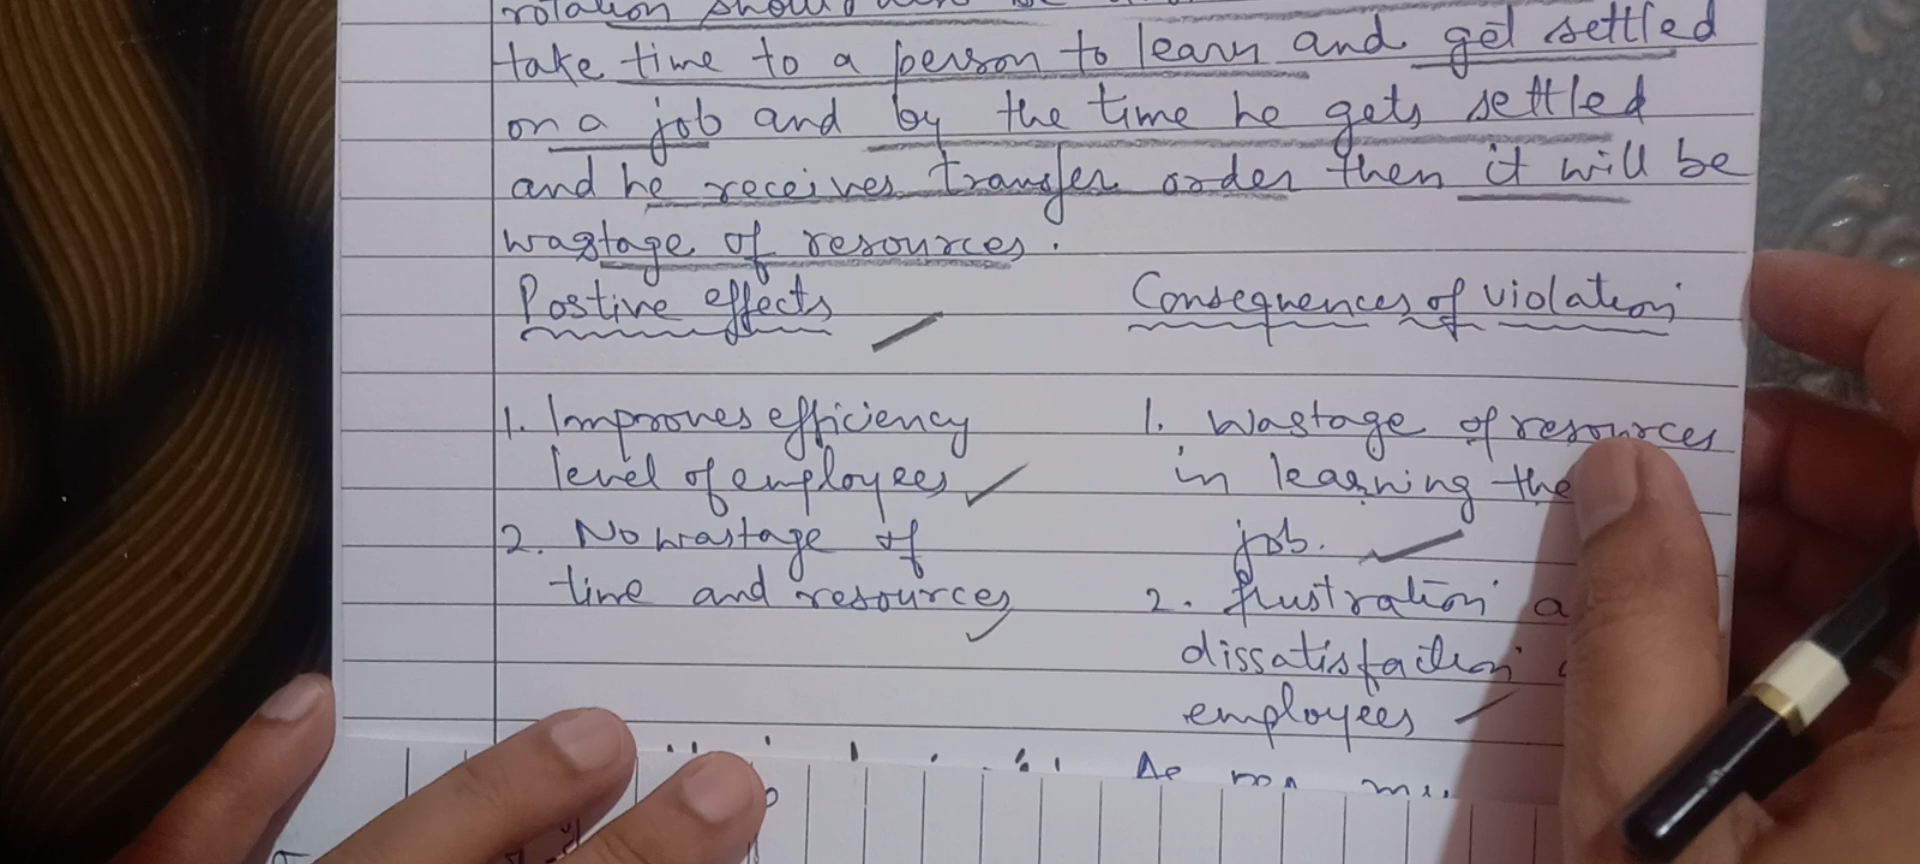 rotation should
take time to a person to learn and get settled
on a job and by the time he gets settled
and he receives transfer order then it will be
wastage of resources.
Postive effects
Consequences of violation
1. Improves efficiency
level of employees
2. No wastage of
time and resources
1. Wastage of resources
in learning the
job.
2. frustration a
dissatisfaction
employees